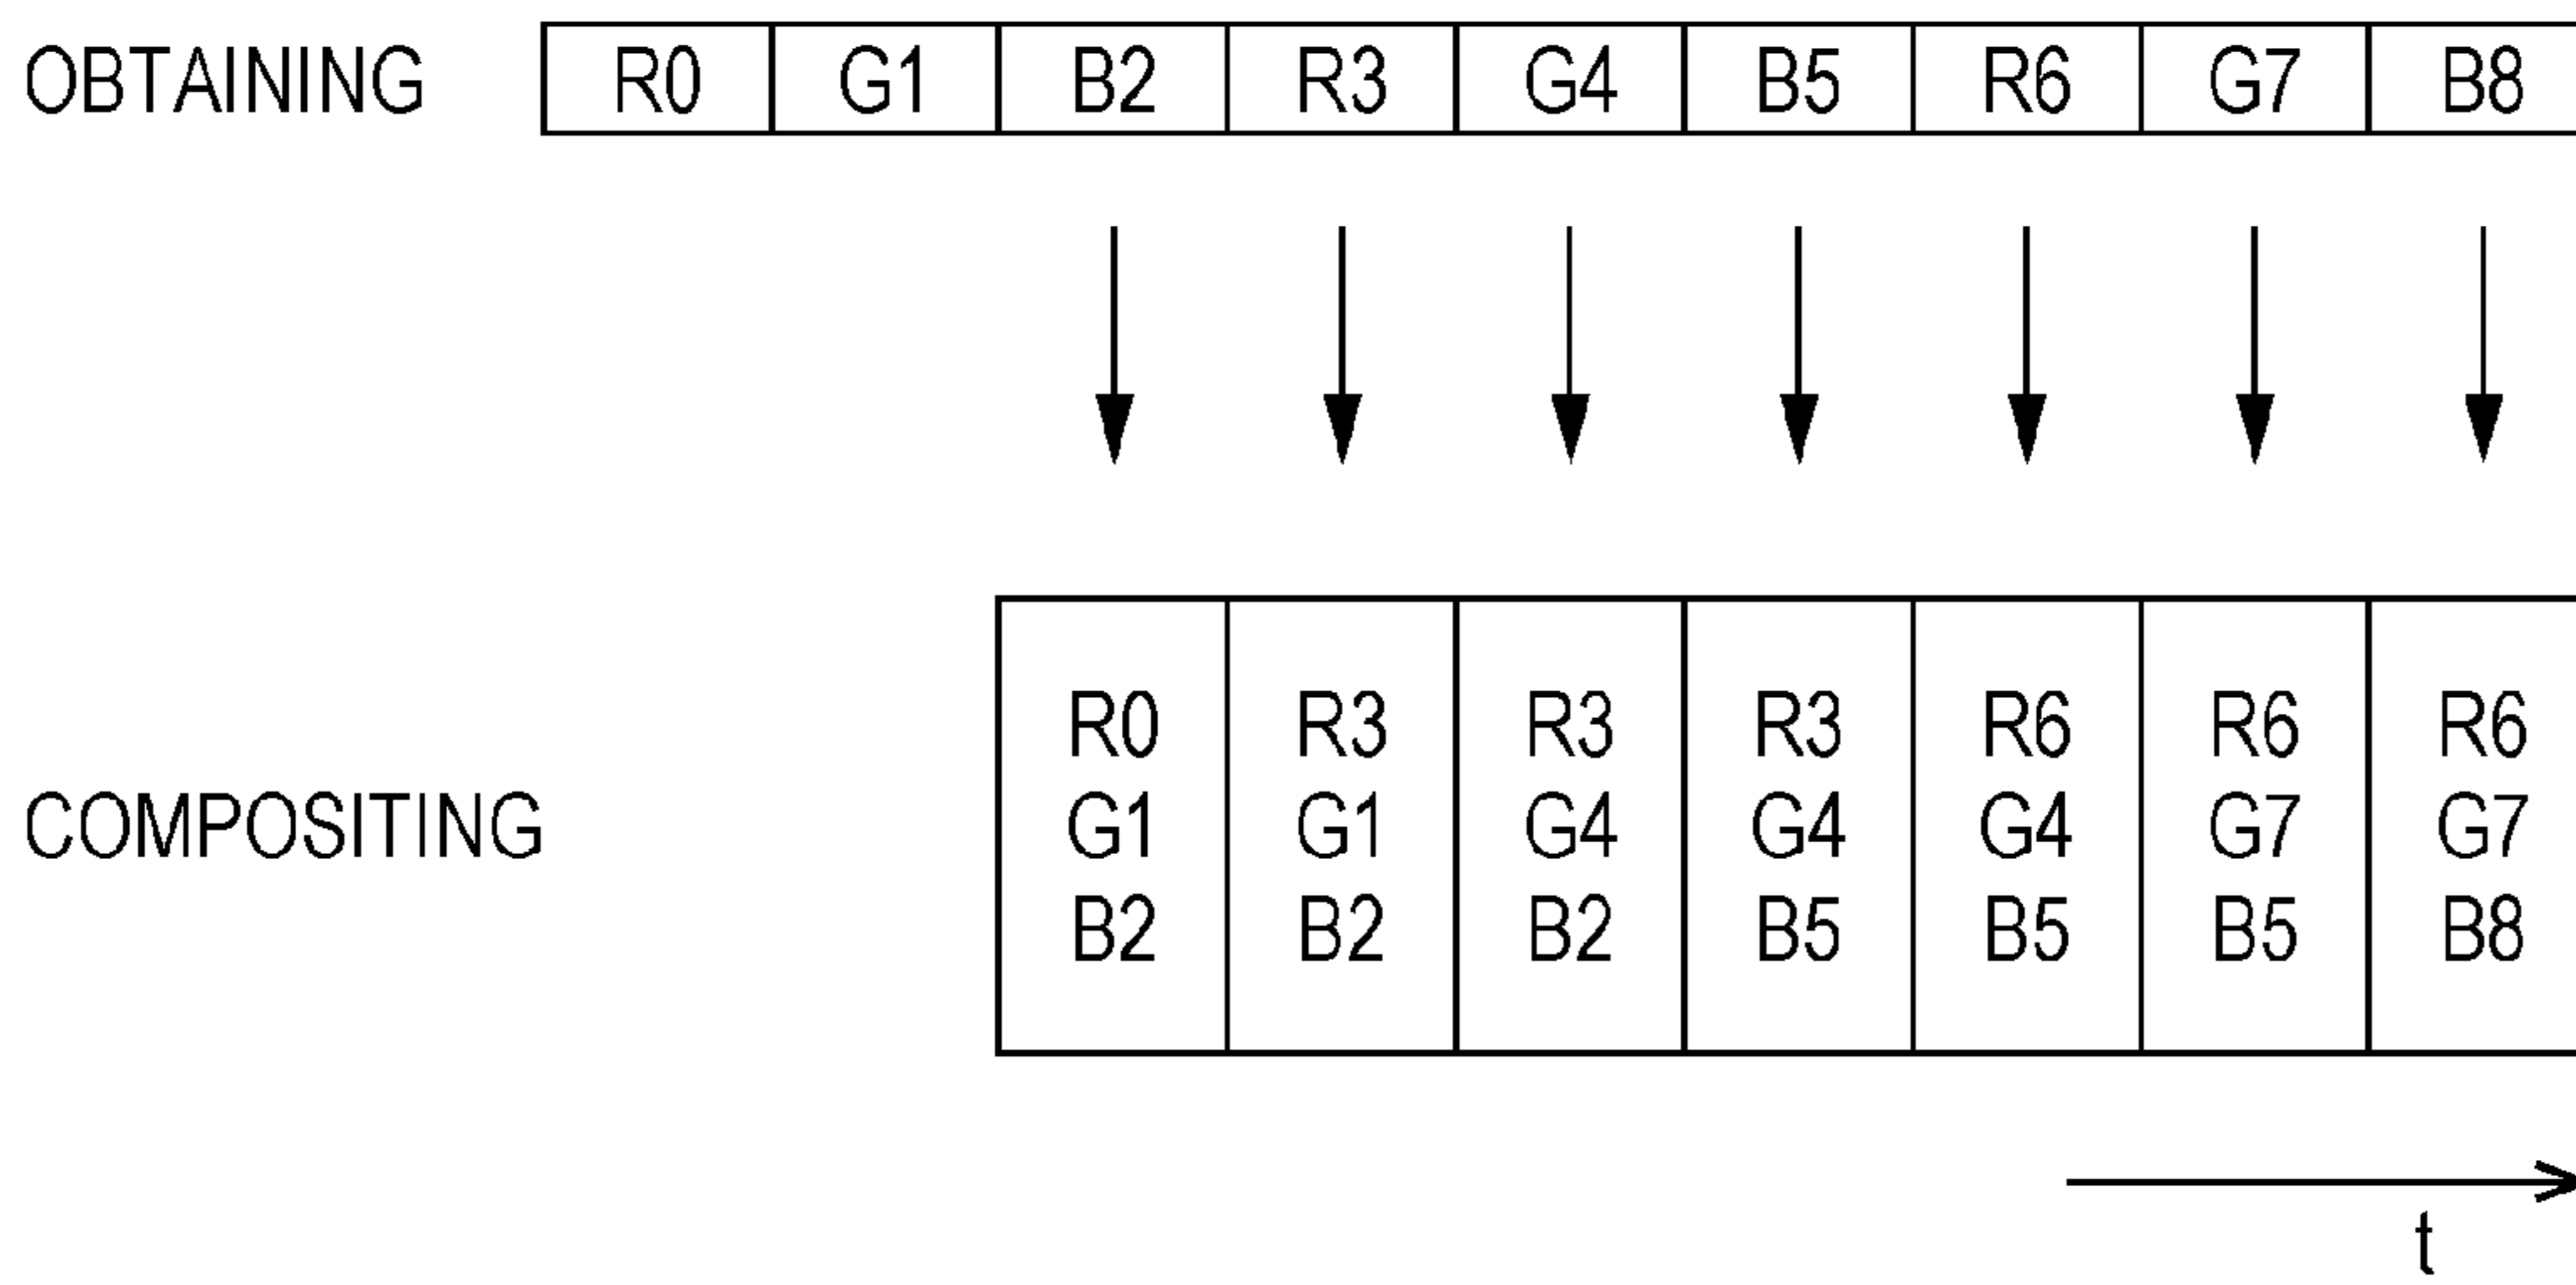 OBTAINING R0 G1 B2 R3 G4 B5 R6 G7 B8
R0 R3 R3 R3 R6 R6 R6
COMPOSITING G1 G1 G4 G4 G4 G7 G7
B2 B2 B2 B5 B5 B5 B8
t